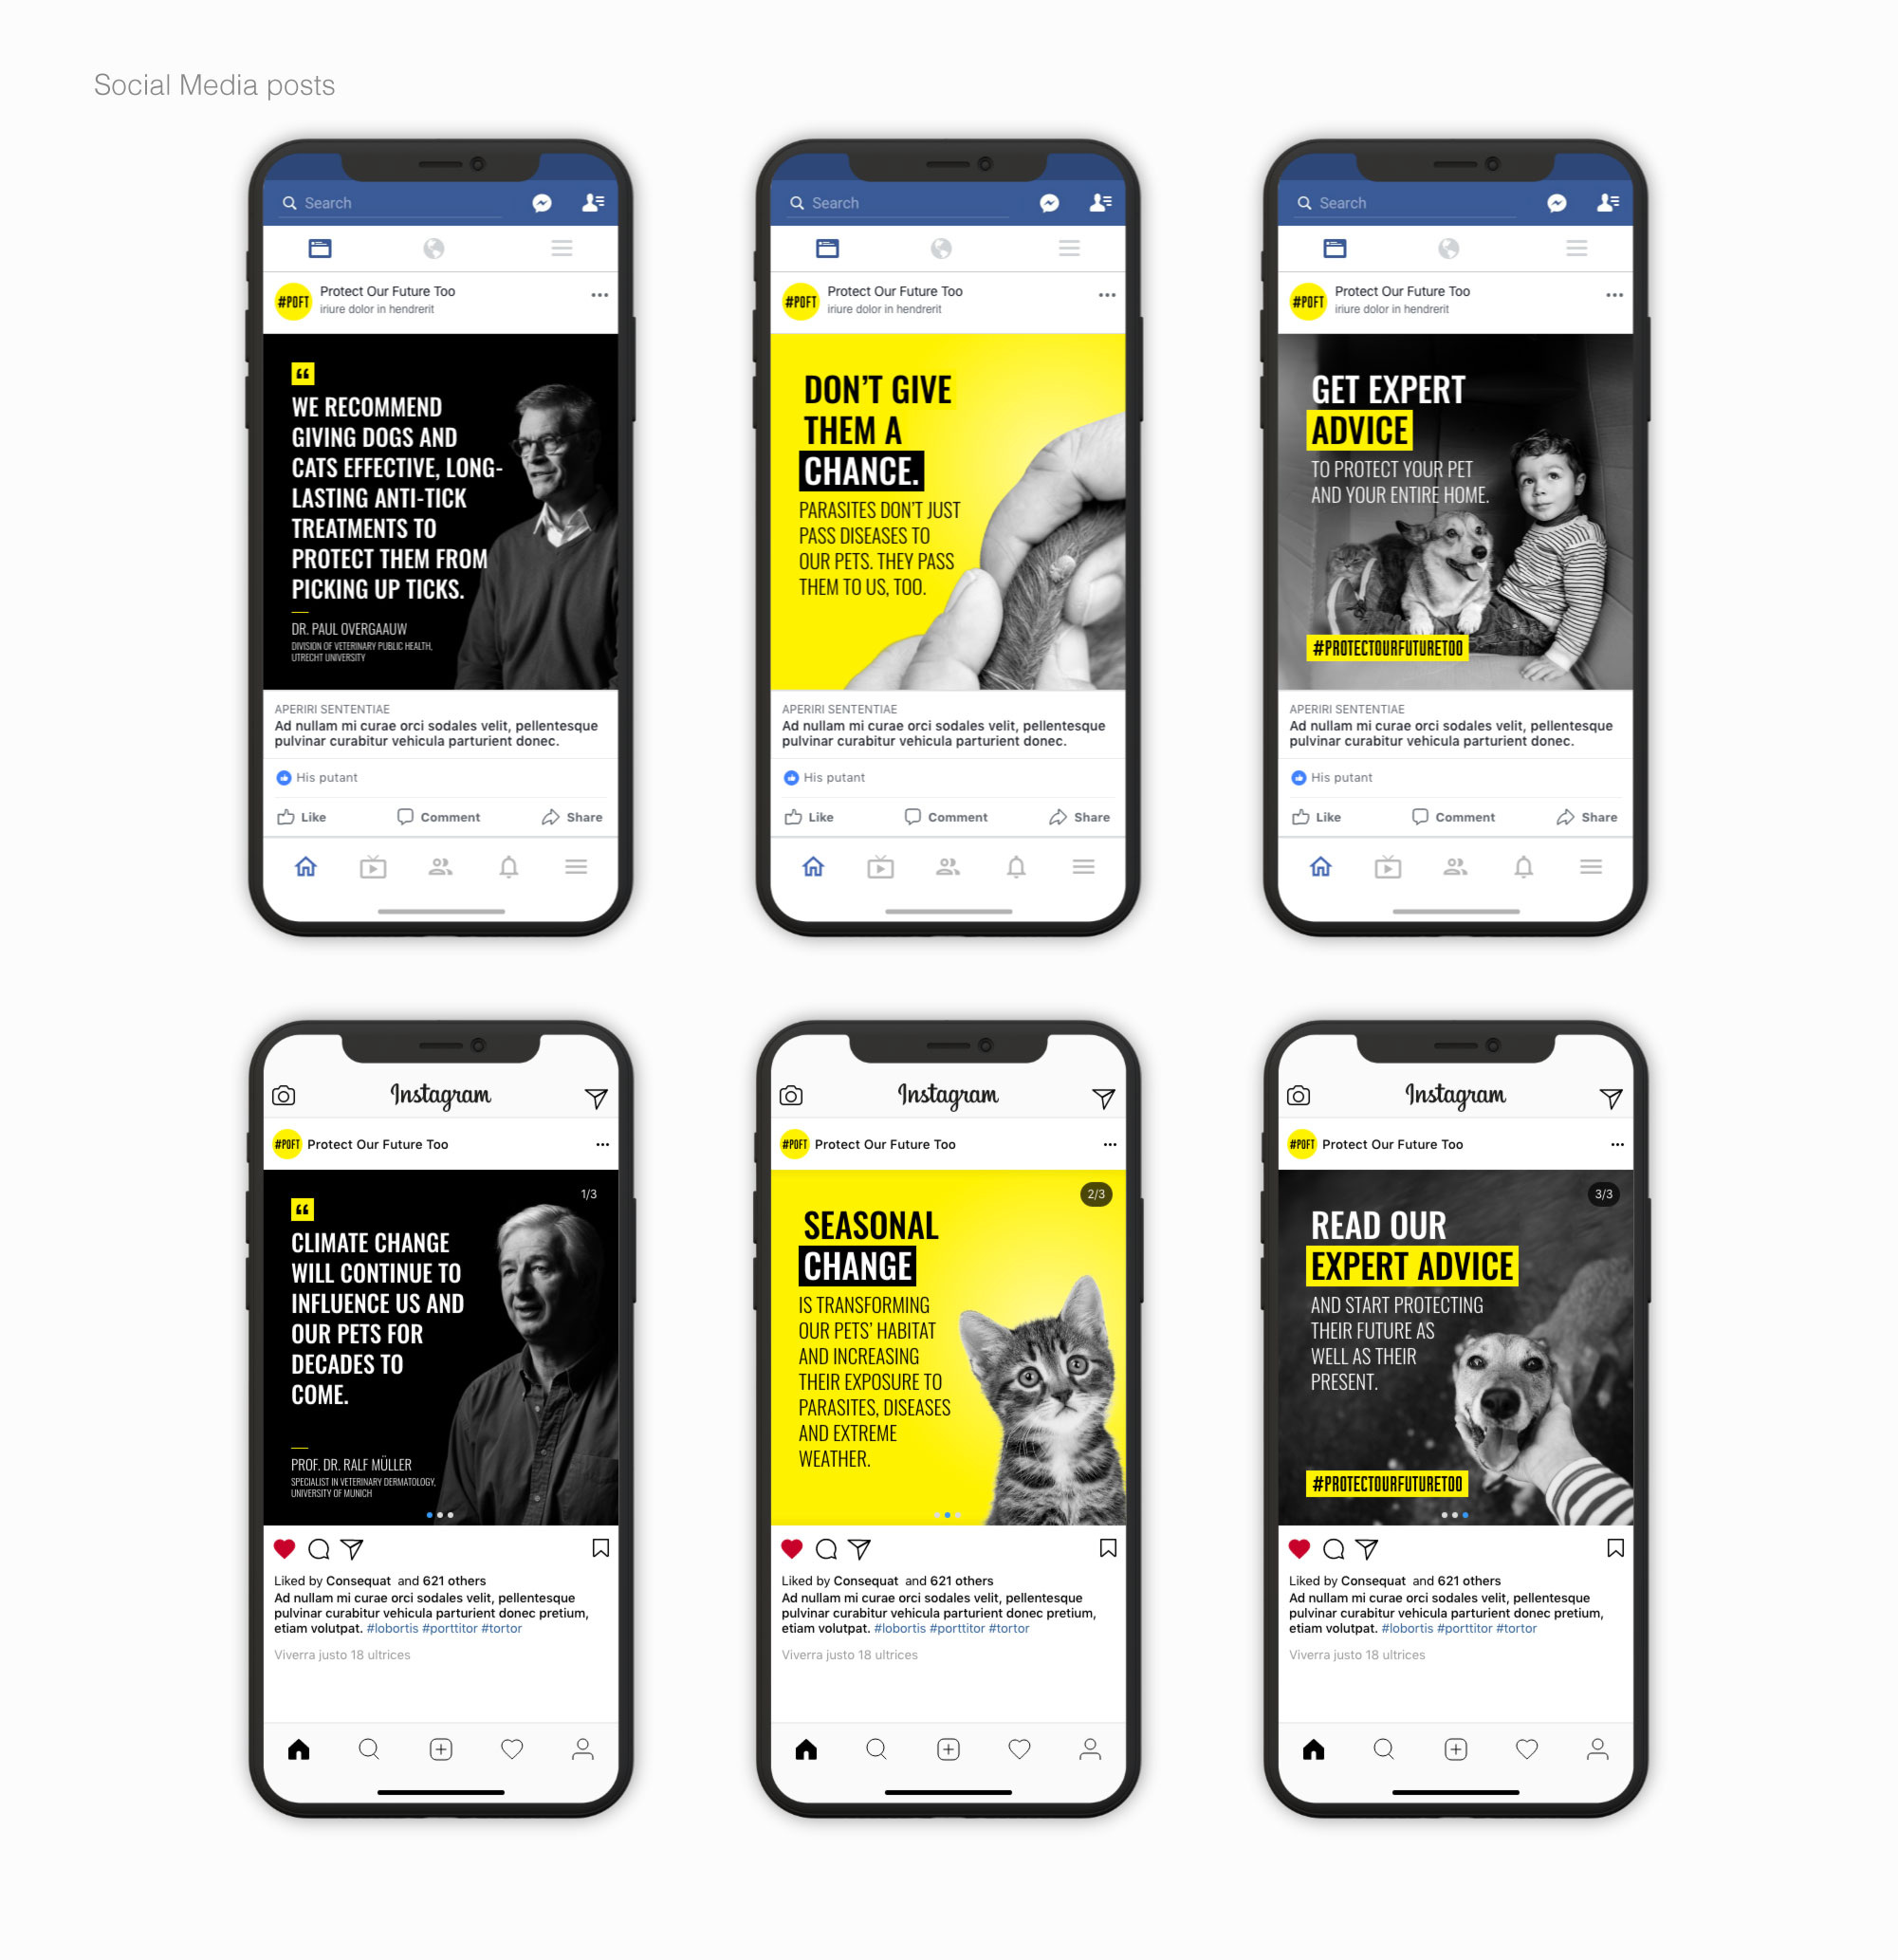 Social Media posts
Search
#POFT
Protect Our Future Too
iriure dolor in hendrerit
“
WE RECOMMEND
GIVING DOGS AND
CATS EFFECTIVE, LONG-
LASTING ANTI-TICK
TREATMENTS TO
PROTECT THEM FROM
PICKING UP TICKS.
DR. PAUL OVERGAAUW
DIVISION OF VETERINARY PUBLIC HEALTH,
UTRECHT UNIVERSITY
APERIRI SENTENTIAE
Ad nullam mi curae orci sodales velit, pellentesque
pulvinar curabitur vehicula parturient donec.
His putant
Like Comment Share
Search
#POFT
Protect Our Future Too
iriure dolor in hendrerit
DON’T GIVE
THEM A
CHANCE.
PARASITES DON’T JUST
PASS DISEASES TO
OUR PETS. THEY PASS
THEM TO US, TOO.
APERIRI SENTENTIAE
Ad nullam mi curae orci sodales velit, pellentesque
pulvinar curabitur vehicula parturient donec.
His putant
Like Comment Share
Search
#POFT
Protect Our Future Too
iriure dolor in hendrerit
GET EXPERT
ADVICE
TO PROTECT YOUR PET
AND YOUR ENTIRE HOME.
#PROTECTOURFUTURETOO
APERIRI SENTENTIAE
Ad nullam mi curae orci sodales velit, pellentesque
pulvinar curabitur vehicula parturient donec.
His putant
Like Comment Share
Instagram
#POFT Protect Our Future Too
1/3
“
CLIMATE CHANGE
WILL CONTINUE TO
INFLUENCE US AND
OUR PETS FOR
DECADES TO
COME.
PROF. DR. RALF MÜLLER
SPECIALIST IN VETERINARY DERMATOLOGY,
UNIVERSITY OF MUNICH
Liked by Consequat and 621 others
Ad nullam mi curae orci sodales velit, pellentesque
pulvinar curabitur vehicula parturient donec pretium,
etiam volutpat. #lobortis #porttitor #tortor
Viverra justo 18 ultrices
Instagram
#POFT Protect Our Future Too
2/3
SEASONAL
CHANGE
IS TRANSFORMING
OUR PETS’ HABITAT
AND INCREASING
THEIR EXPOSURE TO
PARASITES, DISEASES
AND EXTREME
WEATHER.
Liked by Consequat and 621 others
Ad nullam mi curae orci sodales velit, pellentesque
pulvinar curabitur vehicula parturient donec pretium,
etiam volutpat. #lobortis #porttitor #tortor
Viverra justo 18 ultrices
Instagram
#POFT Protect Our Future Too
3/3
READ OUR
EXPERT ADVICE
AND START PROTECTING
THEIR FUTURE AS
WELL AS THEIR
PRESENT.
#PROTECTOURFUTURETOO
Liked by Consequat and 621 others
Ad nullam mi curae orci sodales velit, pellentesque
pulvinar curabitur vehicula parturient donec pretium,
etiam volutpat. #lobortis #porttitor #tortor
Viverra justo 18 ultrices